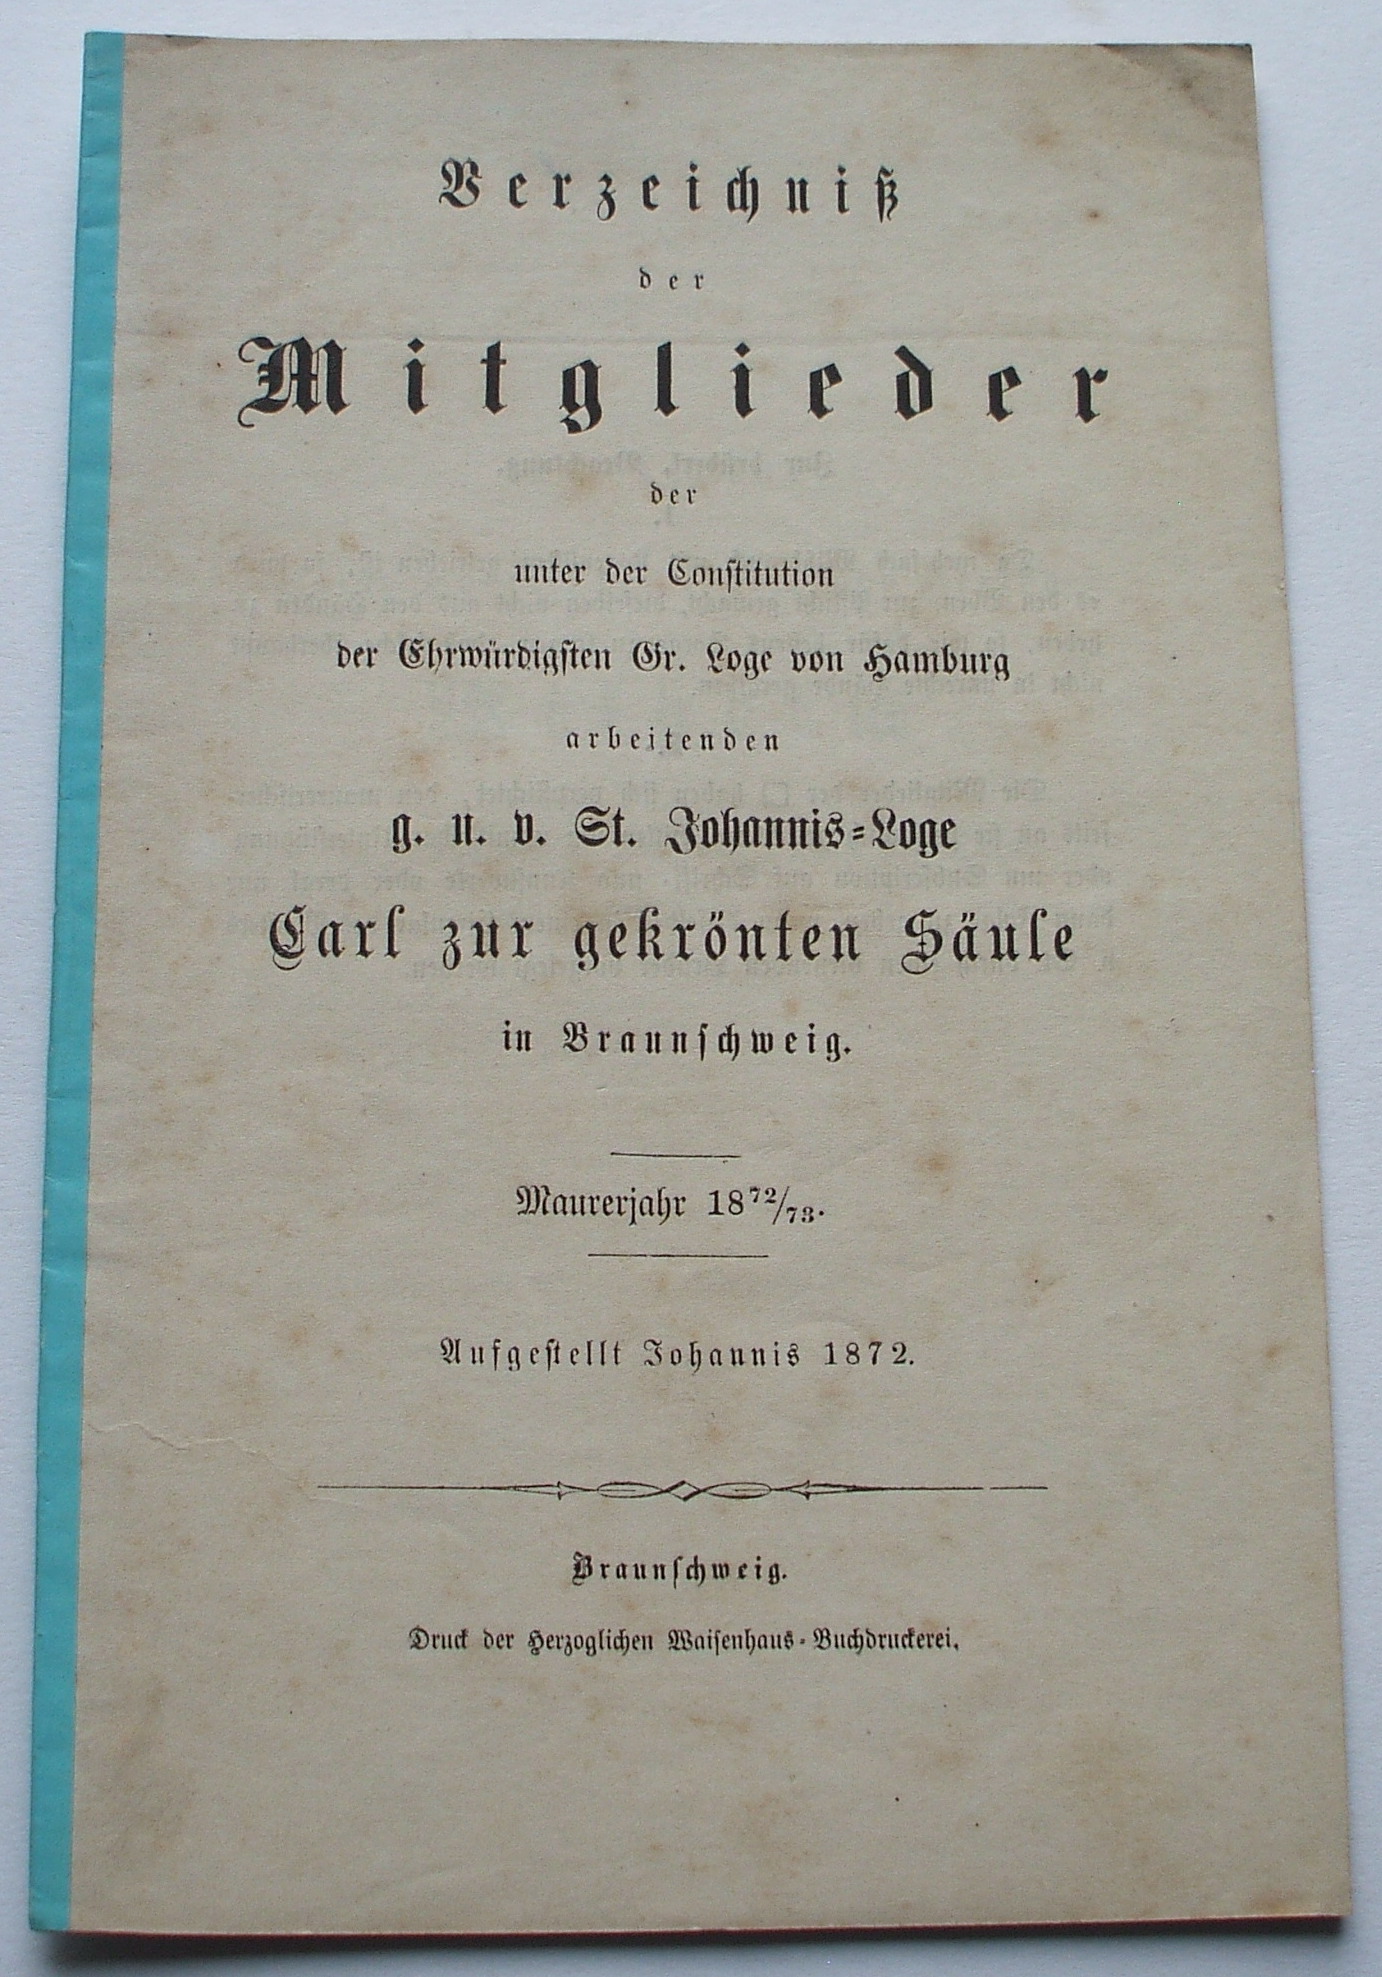 Verzeichniß
der
Mitglieder
der
unter der Constitution
der Ehrwürdigsten Gr. Loge von Hamburg
arbeitenden
g. u. v. St. Johannis-Loge
Carl zur gekrönten Säule
in Braunschweig.
Maurerjahr 1872/73.
Aufgestellt Johannis 1872.
Braunschweig.
Druck der Herzoglichen Waisenhaus-Buchdruckerei.